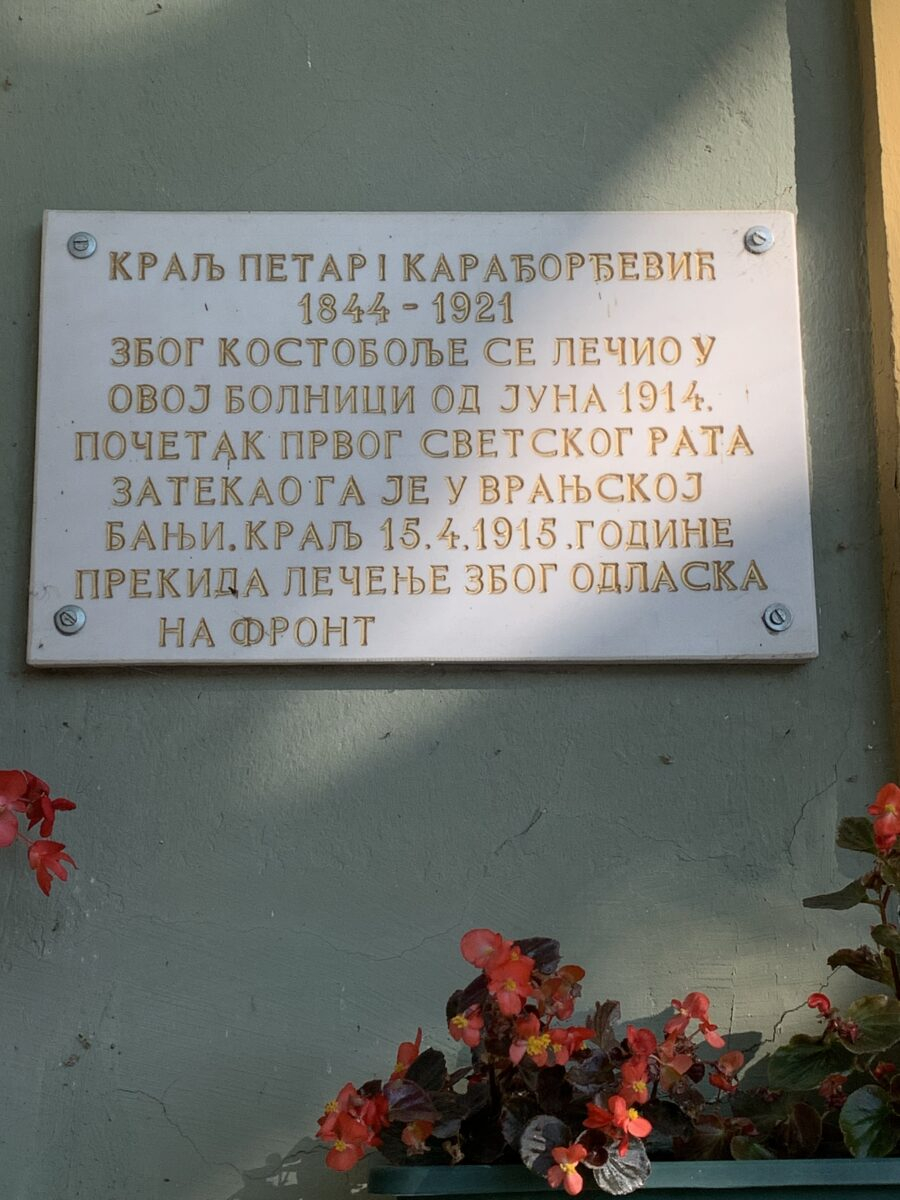 КРАЉ ПЕТАР I КАРАЂОРЂЕВИЋ
1844 - 1921
ЗБОГ КОСТОБОЉЕ СЕ ЛЕЧИО У
ОВОЈ БОЛНИЦИ ОД ЈУНА 1914.
ПОЧЕТАК ПРВОГ СВЕТСКОГ РАТА
ЗАТЕКАО ГА ЈЕ У ВРАЊСКОЈ
БАЊИ. КРАЉ 15.4.1915.ГОДИНЕ
ПРЕКИДА ЛЕЧЕЊЕ ЗБОГ ОДЛАСКА
НА ФРОНТ